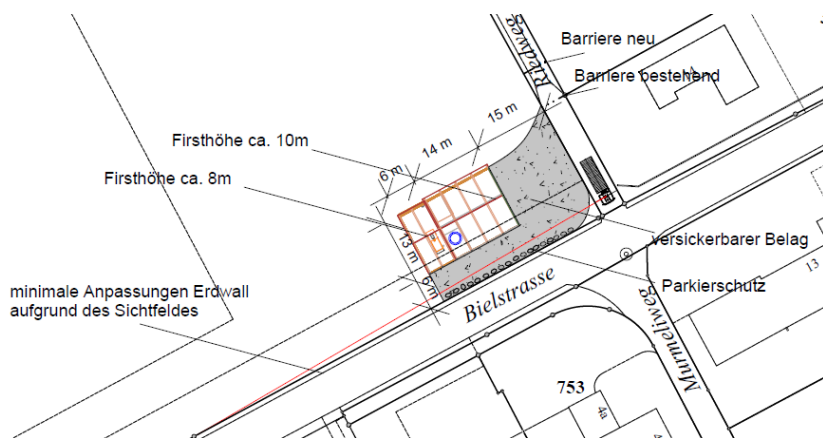 Riedweg
Barriere neu
14
Barriere bestehend
15 m
14 m
6 m
Firsthöhe ca. 10m
Firsthöhe ca. 8m
13 m
6 m
versickerbarer Belag
Parkierschutz
minimale Anpassungen Erdwall
aufgrund des Sichtfeldes
Bielstrasse
Murmeliweg
13
753
4a